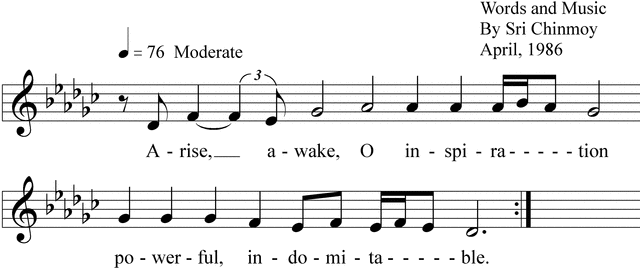 Words and Music
By Sri Chinmoy
April, 1986
= 76 Moderate
3
A - rise, __ a - wake, O in - spi - ra - - - - - tion
po - wer - ful, in - do - mi - ta - - - - - - ble.